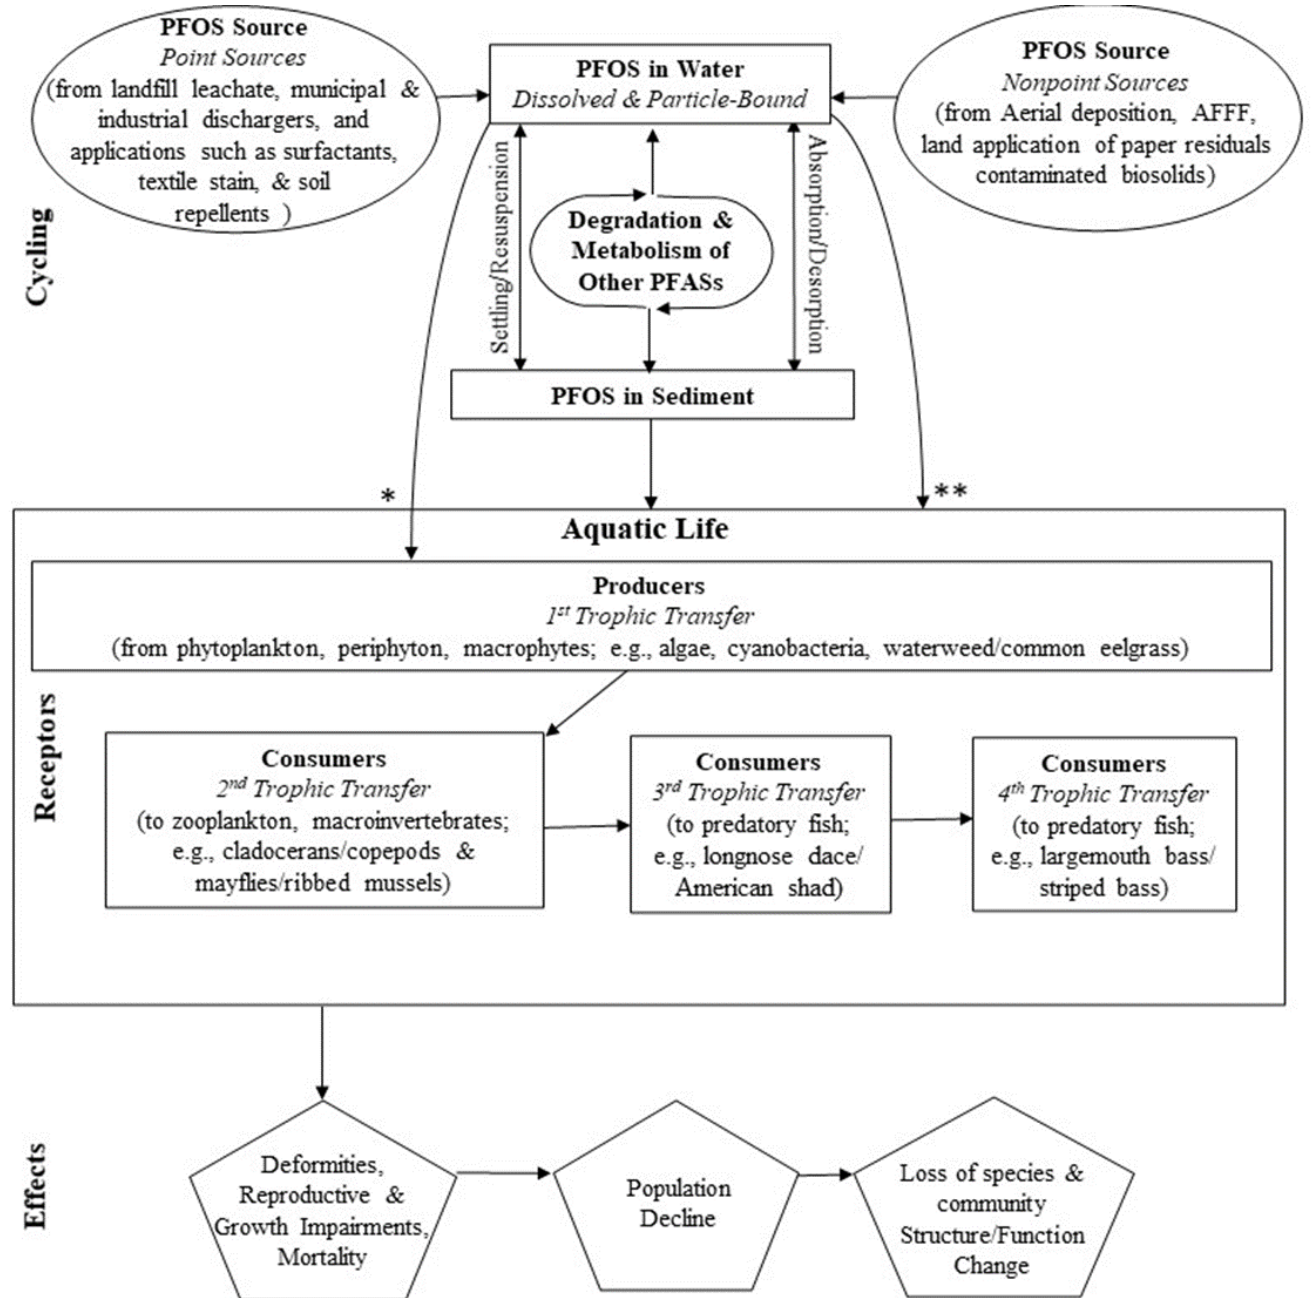 PFOS Source
Point Sources
(from landfill leachate, municipal &
industrial dischargers, and
applications such as surfactants,
textile stain, & soil
repellents )
PFOS in Water
Dissolved & Particle-Bound
PFOS Source
Nonpoint Sources
(from Aerial deposition, AFFF,
land application of paper residuals
contaminated biosolids)
Cycling
Settling/Resuspension
Degradation &
Metabolism of
Other PFASs
Absorption/Desorption
PFOS in Sediment
*
**
Aquatic Life
Producers
1st Trophic Transfer
(from phytoplankton, periphyton, macrophytes; e.g., algae, cyanobacteria, waterweed/common eelgrass)
Receptors
Consumers
2nd Trophic Transfer
(to zooplankton, macroinvertebrates;
e.g., cladocerans/copepods &
mayflies/ribbed mussels)
Consumers
3rd Trophic Transfer
(to predatory fish;
e.g., longnose dace/
American shad)
Consumers
4th Trophic Transfer
(to predatory fish;
e.g., largemouth bass/
striped bass)
Effects
Deformities,
Reproductive &
Growth Impairments,
Mortality
Population
Decline
Loss of species &
community
Structure/Function
Change